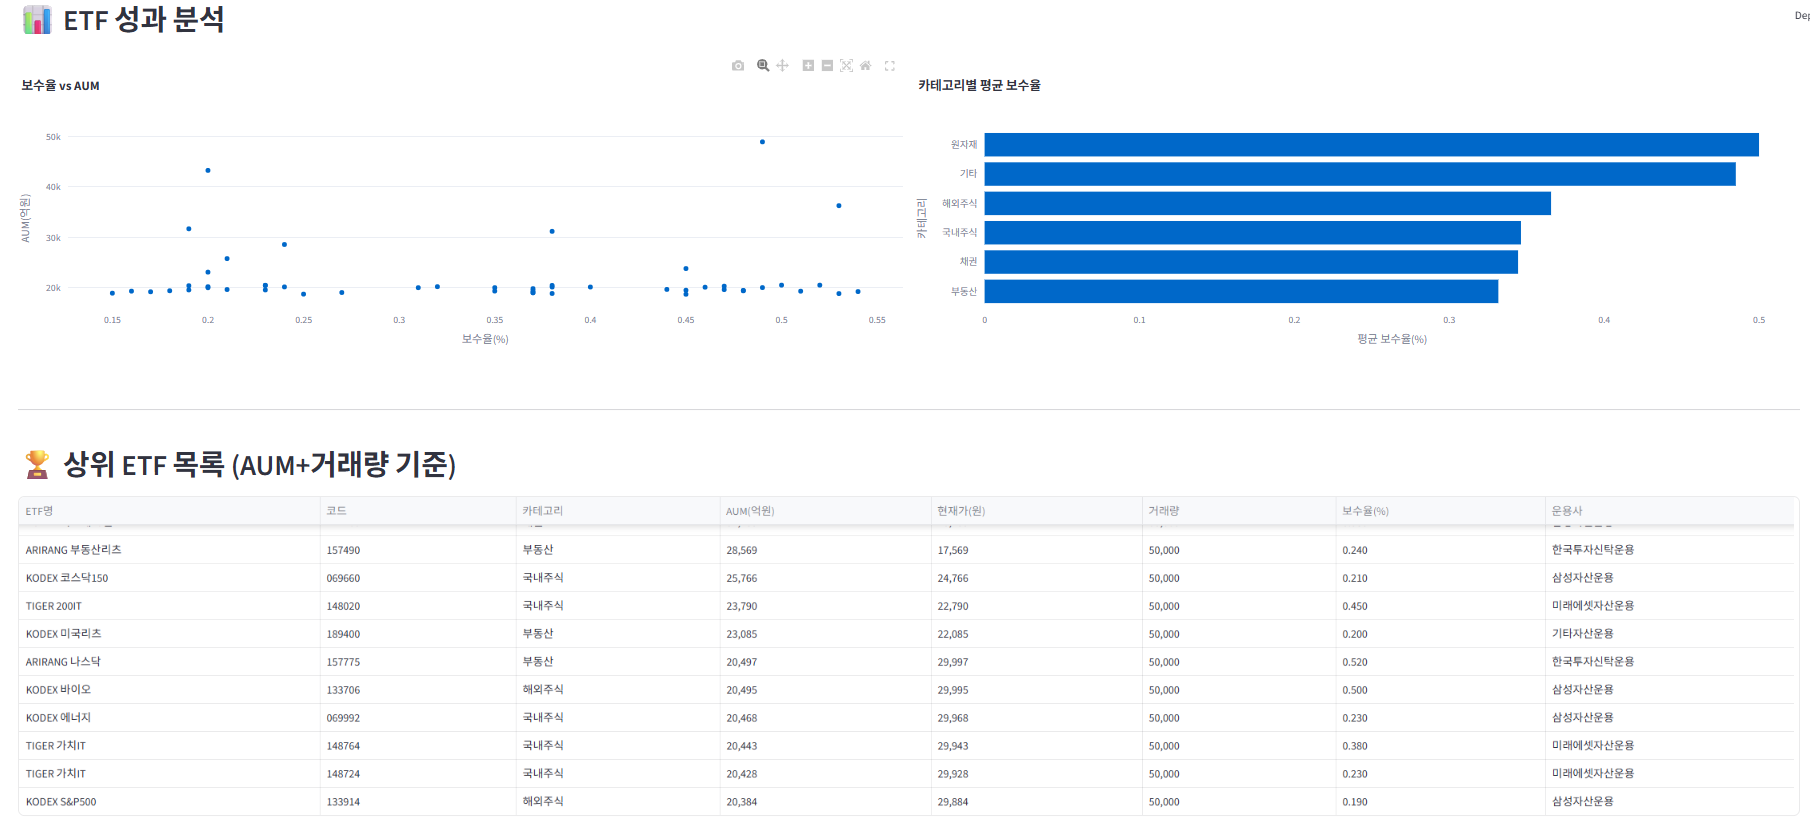 ETF 성과 분석
보수율 vs AUM
50k
40k
30k
20k
AUM(억원)
0.15 0.2 0.25 0.3 0.35 0.4 0.45 0.5 0.55
보수율(%)
카테고리별 평균 보수율
카테고리
원자재
기타
해외주식
국내주식
채권
부동산
0 0.1 0.2 0.3 0.4 0.5
평균 보수율(%)
상위 ETF 목록 (AUM+거래량 기준)
ETF명 코드 카테고리 AUM(억원) 현재가(원) 거래량 보수율(%) 운용사
ARIRANG 부동산리츠 157490 부동산 28,569 17,569 50,000 0.240 한국투자신탁운용
KODEX 코스닥150 069660 국내주식 25,766 24,766 50,000 0.210 삼성자산운용
TIGER 200IT 148020 국내주식 23,790 22,790 50,000 0.450 미래에셋자산운용
KODEX 미국리츠 189400 부동산 23,085 22,085 50,000 0.200 기타자산운용
ARIRANG 나스닥 157775 부동산 20,497 29,997 50,000 0.520 한국투자신탁운용
KODEX 바이오 133706 해외주식 20,495 29,995 50,000 0.500 삼성자산운용
KODEX 에너지 069992 국내주식 20,468 29,968 50,000 0.230 삼성자산운용
TIGER 가치IT 148764 국내주식 20,443 29,943 50,000 0.380 미래에셋자산운용
TIGER 가치IT 148724 국내주식 20,428 29,928 50,000 0.230 미래에셋자산운용
KODEX S&P500 133914 해외주식 20,384 29,884 50,000 0.190 삼성자산운용